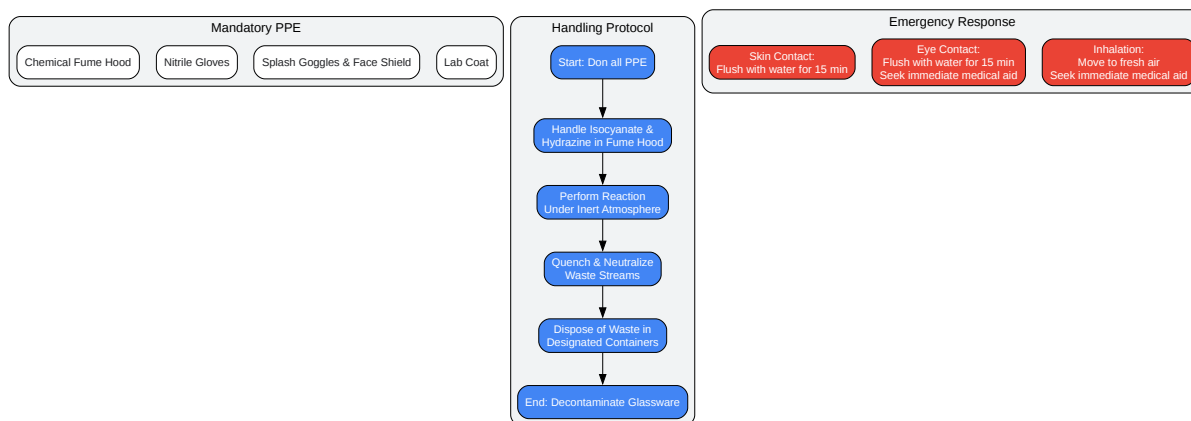 Mandatory PPE
Chemical Fume Hood
Nitrile Gloves
Splash Goggles & Face Shield
Lab Coat
Handling Protocol
Start: Don all PPE
Handle Isocyanate &
Hydrazine in Fume Hood
Perform Reaction
Under Inert Atmosphere
Quench & Neutralize
Waste Streams
Dispose of Waste in
Designated Containers
End: Decontaminate Glassware
Emergency Response
Skin Contact:
Flush with water for 15 min
Eye Contact:
Flush with water for 15 min
Seek immediate medical aid
Inhalation:
Move to fresh air
Seek immediate medical aid